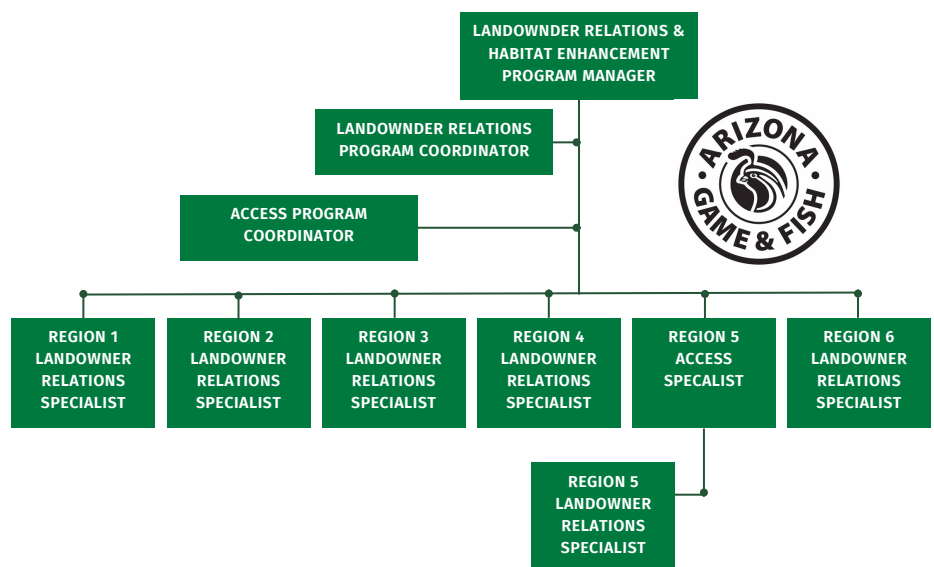 LANDOWNDER RELATIONS &
HABITAT ENHANCEMENT
PROGRAM MANAGER
LANDOWNDER RELATIONS
PROGRAM COORDINATOR
ARIZONA
GAME & FISH
ACCESS PROGRAM
COORDINATOR
REGION 1
LANDOWNER
RELATIONS
SPECIALIST
REGION 2
LANDOWNER
RELATIONS
SPECIALIST
REGION 3
LANDOWNER
RELATIONS
SPECIALIST
REGION 4
LANDOWNER
RELATIONS
SPECIALIST
REGION 5
ACCESS
SPECALIST
REGION 6
LANDOWNER
RELATIONS
SPECIALIST
REGION 5
LANDOWNER
RELATIONS
SPECIALIST